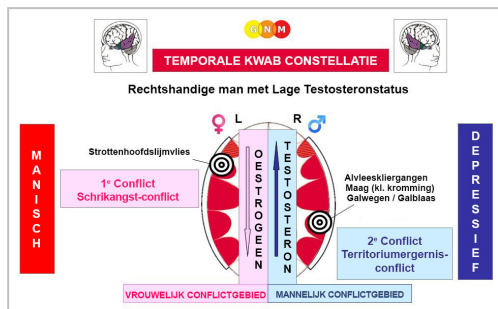 GNM
TEMPORALE KWAB CONSTELLATIE
Rechtshandige man met Lage Testosteronstatus
♀ L R ♂
MANISCH
Strottenhoofdslijmvlies
1e Conflict
Schrikangst-conflict
OESTROGEEN
TESTOSTERON
Alvleeskliergangen
Maag (kl. kromming)
Galwegen / Galblaas
2e Conflict
Territoriumergernis-
conflict
DEPRESSIEF
VROUWELIJK CONFLICTGEBIED
MANNELIJK CONFLICTGEBIED